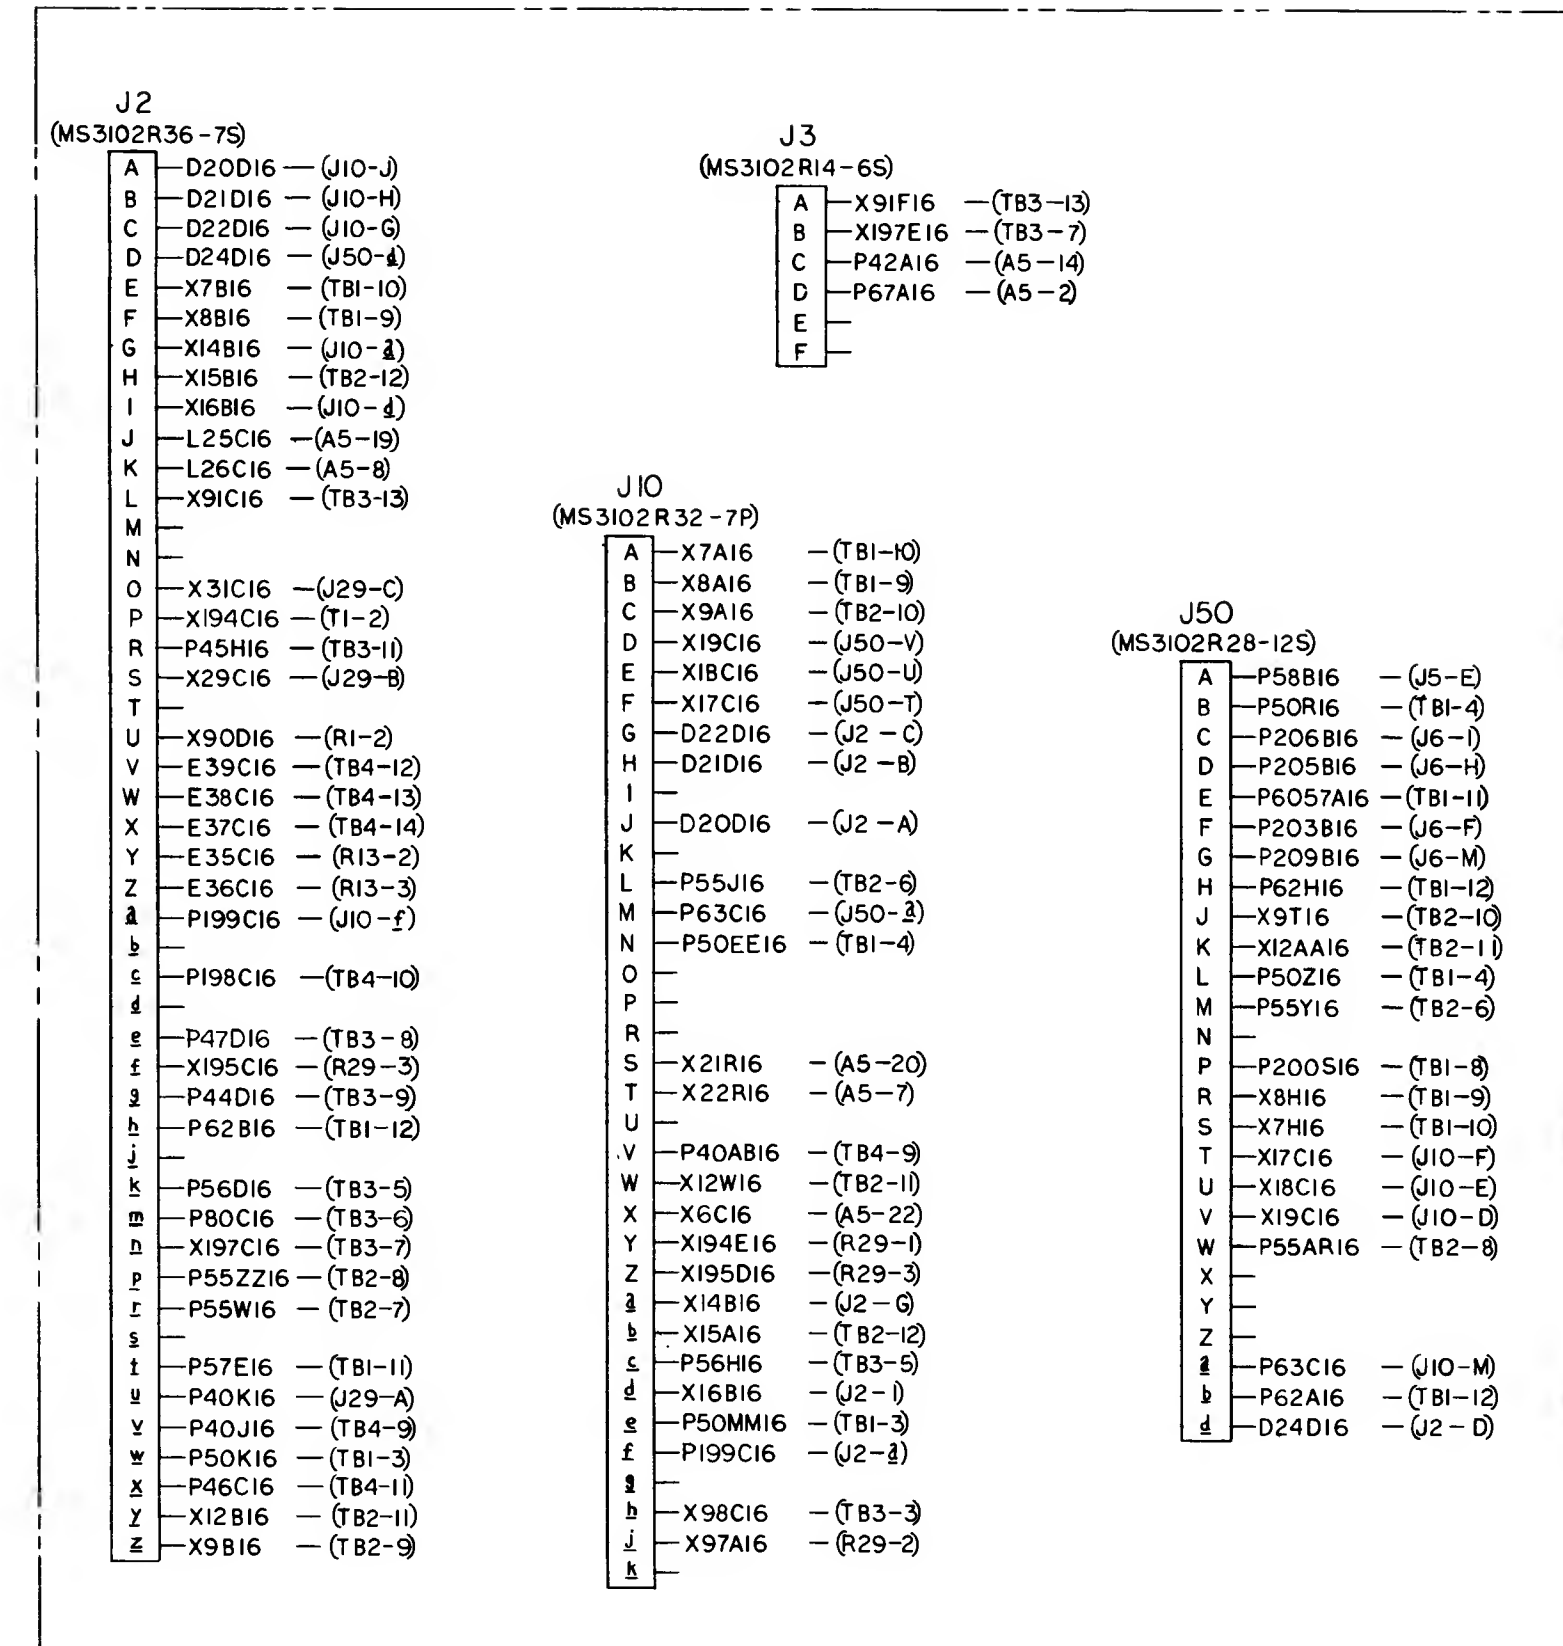 J2
(MS3102R36-7S)
A D20D16 (J10-J)
B D21D16 (J10-H)
C D22D16 (J10-G)
D D24D16 (J50-d)
E X7B16 (TB1-10)
F X8B16 (TB1-9)
G X14B16 (J10-a)
H X15B16 (TB2-12)
I X16B16 (J10-d)
J L25C16 (A5-19)
K L26C16 (A5-8)
L X91C16 (TB3-13)
M
N
O X31C16 (J29-C)
P X194C16 (T1-2)
R P45H16 (TB3-11)
S X29C16 (J29-B)
T
U X90D16 (R1-2)
V E39C16 (TB4-12)
W E38C16 (TB4-13)
X E37C16 (TB4-14)
Y E35C16 (R13-2)
Z E36C16 (R13-3)
a P199C16 (J10-f)
b
c P198C16 (TB4-10)
d
e P47D16 (TB3-8)
f X195C16 (R29-3)
g P44D16 (TB3-9)
h P62B16 (TB1-12)
j
k P56D16 (TB3-5)
m P80C16 (TB3-6)
n X197C16 (TB3-7)
p P55ZZ16 (TB2-8)
r P55W16 (TB2-7)
s
t P57E16 (TB1-11)
u P40K16 (J29-A)
v P40J16 (TB4-9)
w P50K16 (TB1-3)
x P46C16 (TB4-11)
y X12B16 (TB2-11)
z X9B16 (TB2-9)
J3
(MS3102R14-6S)
A X91F16 (TB3-13)
B X197E16 (TB3-7)
C P42A16 (A5-14)
D P67A16 (A5-2)
E
F
J10
(MS3102R32-7P)
A X7A16 (TB1-10)
B X8A16 (TB1-9)
C X9A16 (TB2-10)
D X19C16 (J50-V)
E X18C16 (J50-U)
F X17C16 (J50-T)
G D22D16 (J2-C)
H D21D16 (J2-B)
I
J D20D16 (J2-A)
K
L P55J16 (TB2-6)
M P63C16 (J50-a)
N P50EE16 (TB1-4)
O
P
R
S X21R16 (A5-20)
T X22R16 (A5-7)
U
V P40AB16 (TB4-9)
W X12W16 (TB2-11)
X X6C16 (A5-22)
Y X194E16 (R29-1)
Z X195D16 (R29-3)
a X14B16 (J2-G)
b X15A16 (TB2-12)
c P56H16 (TB3-5)
d X16B16 (J2-I)
e P50MM16 (TB1-3)
f P199C16 (J2-a)
g
h X98C16 (TB3-3)
j X97A16 (R29-2)
k
J50
(MS3102R28-12S)
A P58B16 (J5-E)
B P50R16 (TB1-4)
C P206B16 (J6-I)
D P205B16 (J6-H)
E P6057A16 (TB1-11)
F P203B16 (J6-F)
G P209B16 (J6-M)
H P62H16 (TB1-12)
J X9T16 (TB2-10)
K X12AA16 (TB2-11)
L P50Z16 (TB1-4)
M P55Y16 (TB2-6)
N
P P200S16 (TB1-8)
R X8H16 (TB1-9)
S X7H16 (TB1-10)
T X17C16 (J10-F)
U X18C16 (J10-E)
V X19C16 (J10-D)
W P55AR16 (TB2-8)
X
Y
Z
a P63C16 (J10-M)
b P62A16 (TB1-12)
d D24D16 (J2-D)